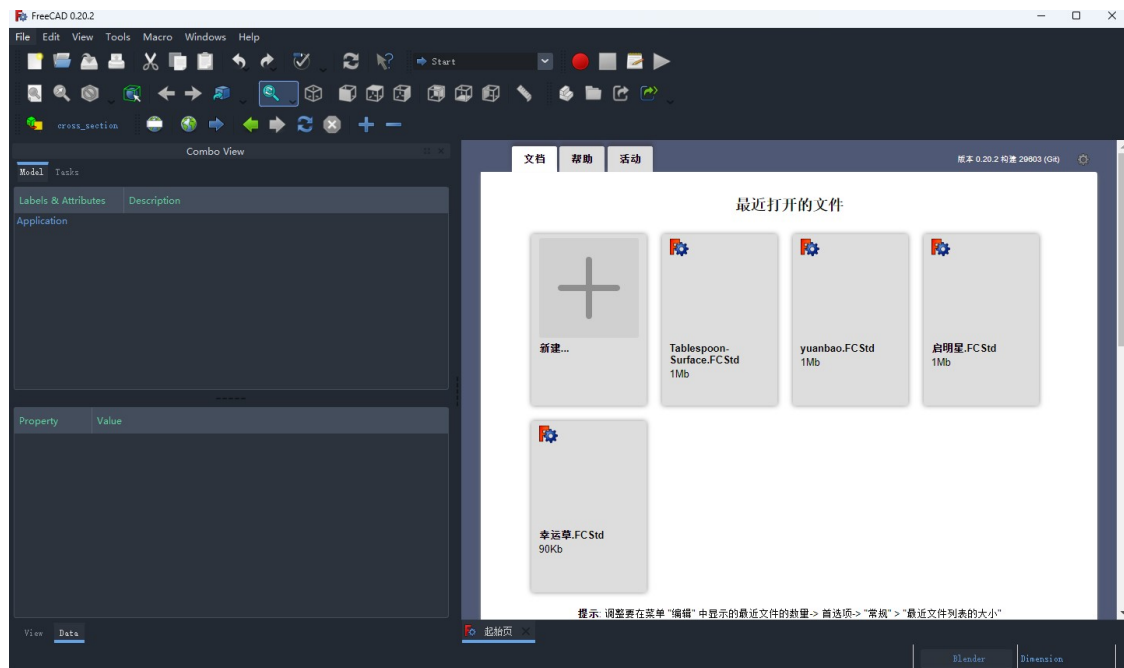 FreeCAD 0.20.2
File Edit View Tools Macro Windows Help
Start
cross_section
Combo View
Model Tasks
Labels & Attributes Description
Application
Property Value
View Data
文档 帮助 活动
版本 0.20.2 构建 29603 (Git)
最近打开的文件
新建...
Tablespoon-
Surface.FCStd
1Mb
yuanbao.FCStd
1Mb
启明星.FCStd
1Mb
幸运草.FCStd
90Kb
提示: 调整要在菜单 "编辑" 中显示的最近文件的数量-> 首选项-> "常规" > "最近文件列表的大小"
起始页
Blender Dimension